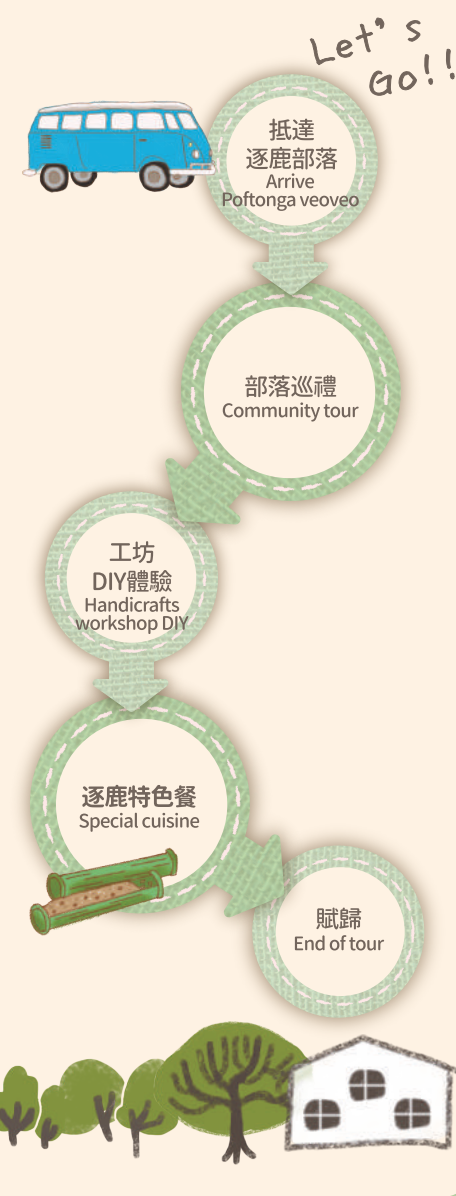 Let's
Go!!
抵達
逐鹿部落
Arrive
Poftonga veoveo
部落巡禮
Community tour
工坊
DIY體驗
Handicrafts
workshop DIY
逐鹿特色餐
Special cuisine
賦歸
End of tour